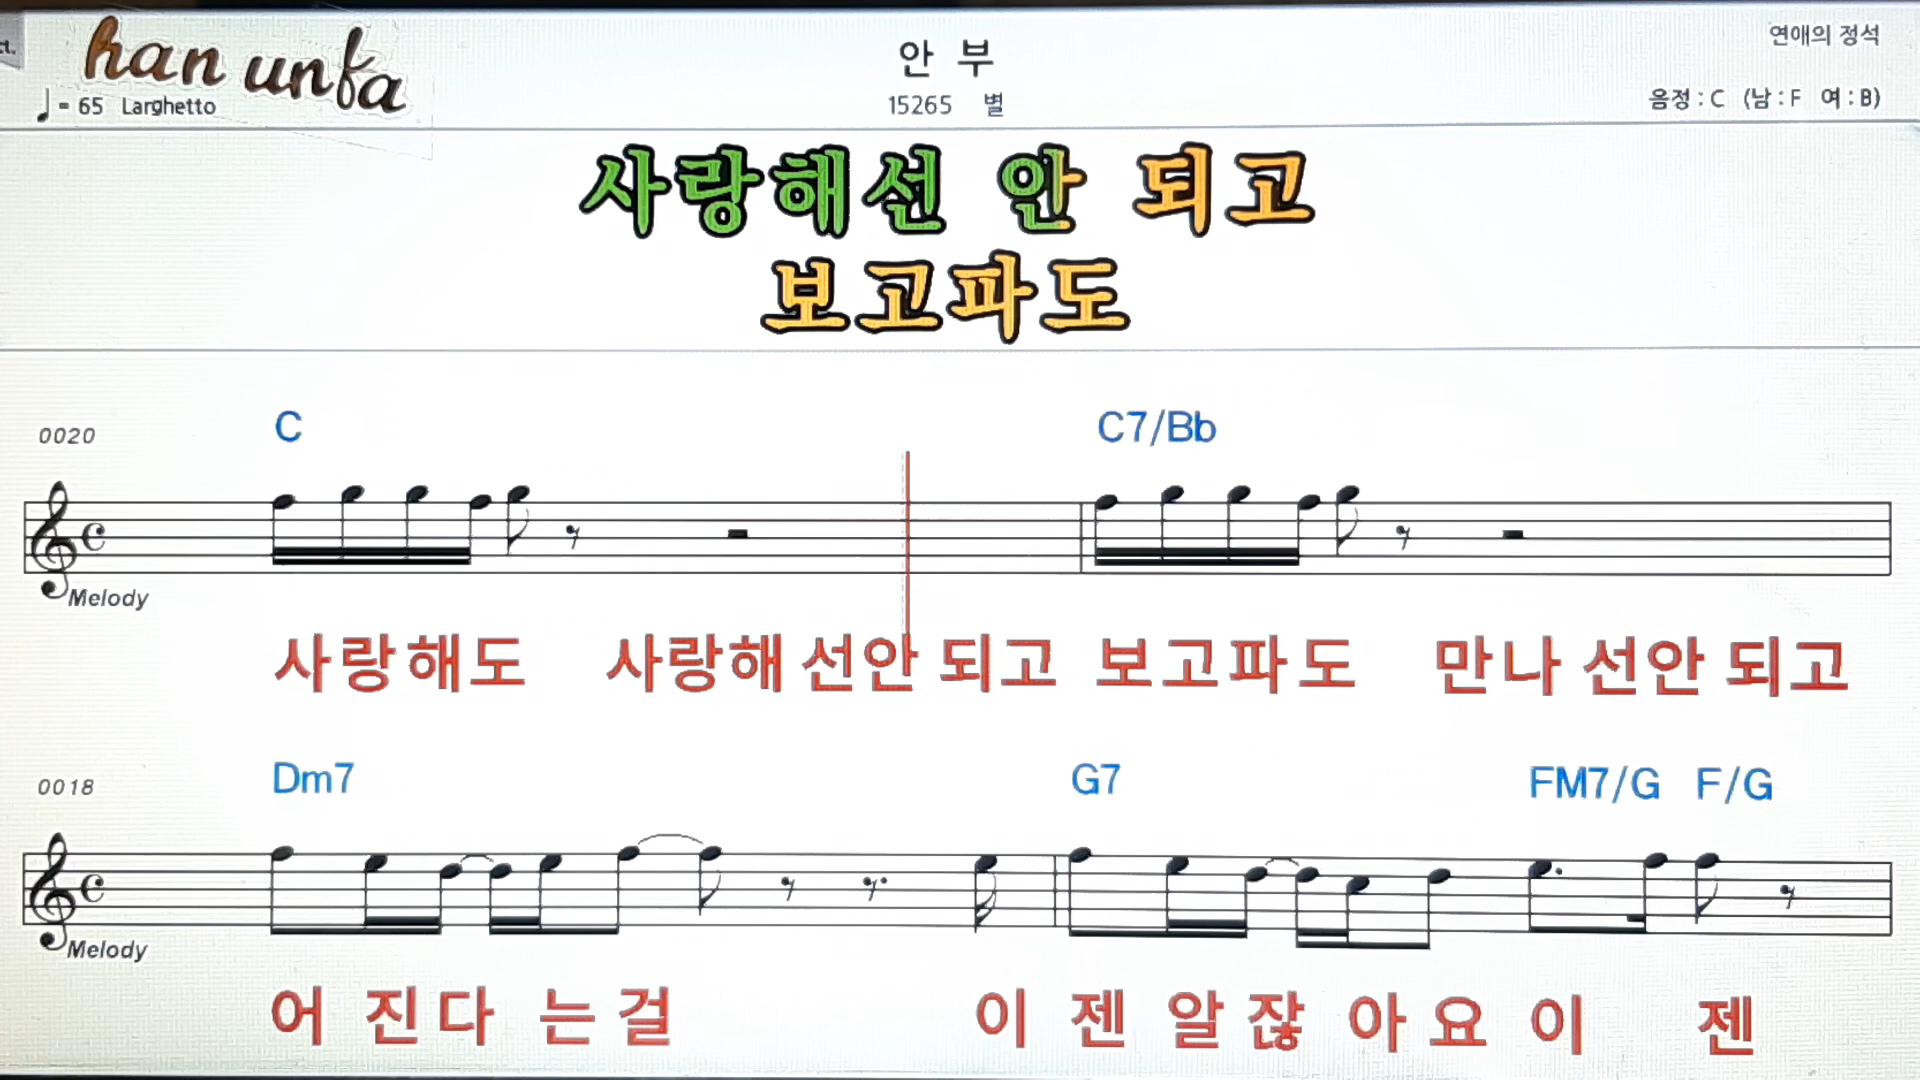 ct.
han unfa
♩ = 65 Larghetto
안 부
15265 별
연애의 정석
음정 : C (남 : F 여 : B)
사랑해선 안 되고
보고파도
0020
C C7/Bb
Melody
사랑해도 사랑해 선안 되고 보고파도 만나 선안 되고
0018
Dm7 G7 FM7/G F/G
Melody
어 진다 는걸 이 젠 알잖 아요 이 젠